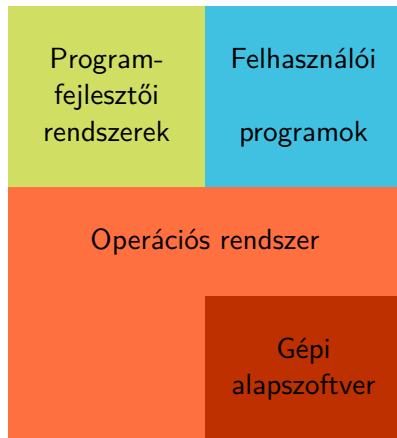 Program-
fejlesztői
rendszerek
Felhasználói
programok
Operációs rendszer
Gépi
alapszoftver